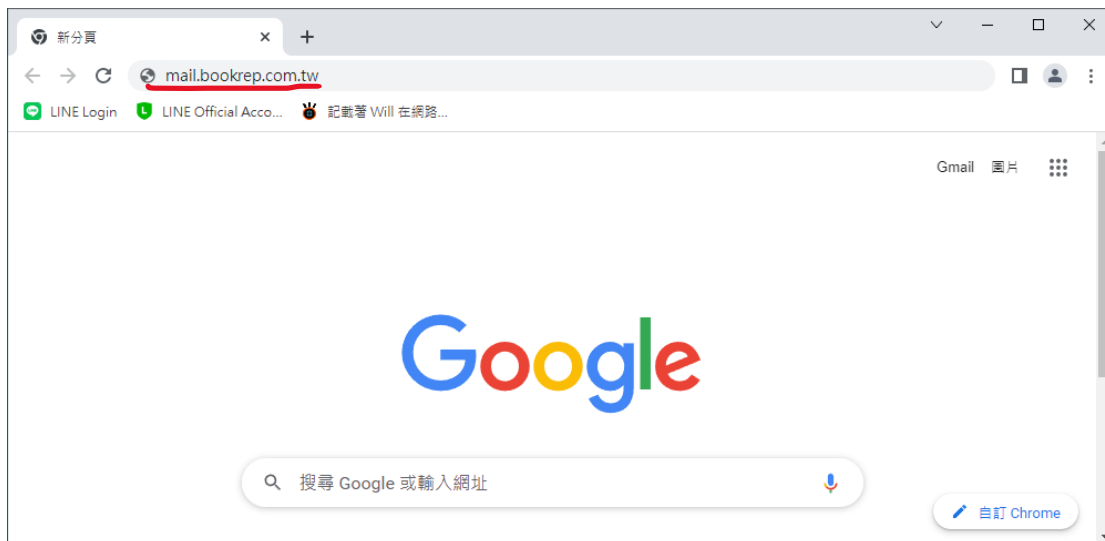 新分頁
mail.bookrep.com.tw
LINE Login LINE Official Acco... 記載著 Will 在網路...
Gmail 圖片
Google
搜尋 Google 或輸入網址
自訂 Chrome